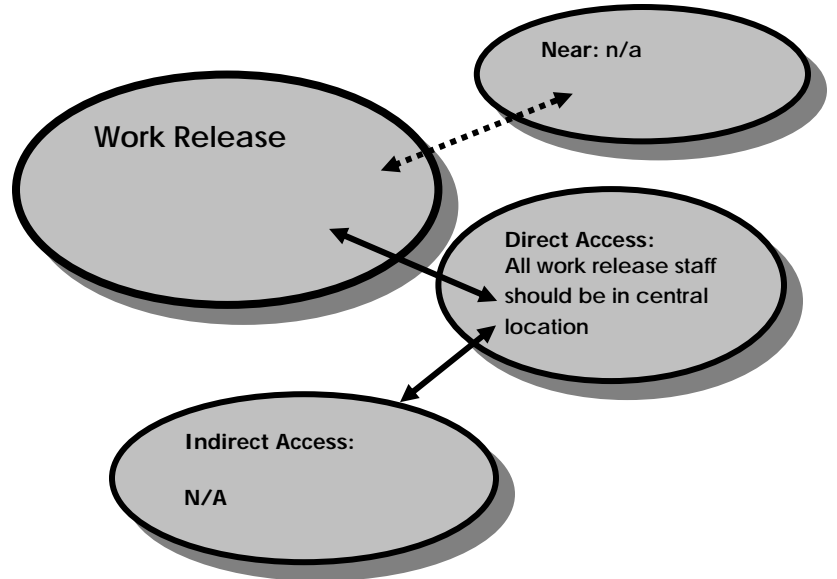 Work Release
Near: n/a
Direct Access:
All work release staff
should be in central
location
Indirect Access:
N/A